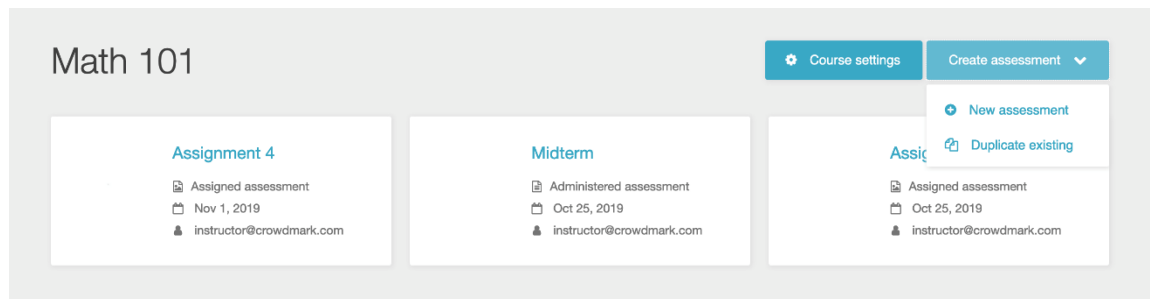 Math 101
Course settings
Create assessment
New assessment
Duplicate existing
Assignment 4
Assigned assessment
Nov 1, 2019
instructor@crowdmark.com
Midterm
Administered assessment
Oct 25, 2019
instructor@crowdmark.com
Assigned assessment
Oct 25, 2019
instructor@crowdmark.com